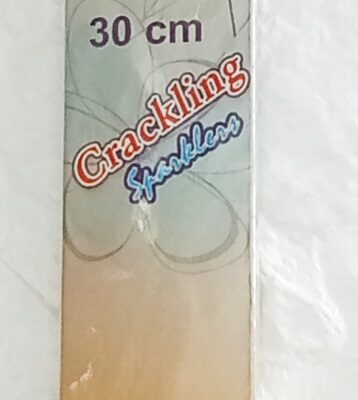 30 cm
Crackling
Sparklers